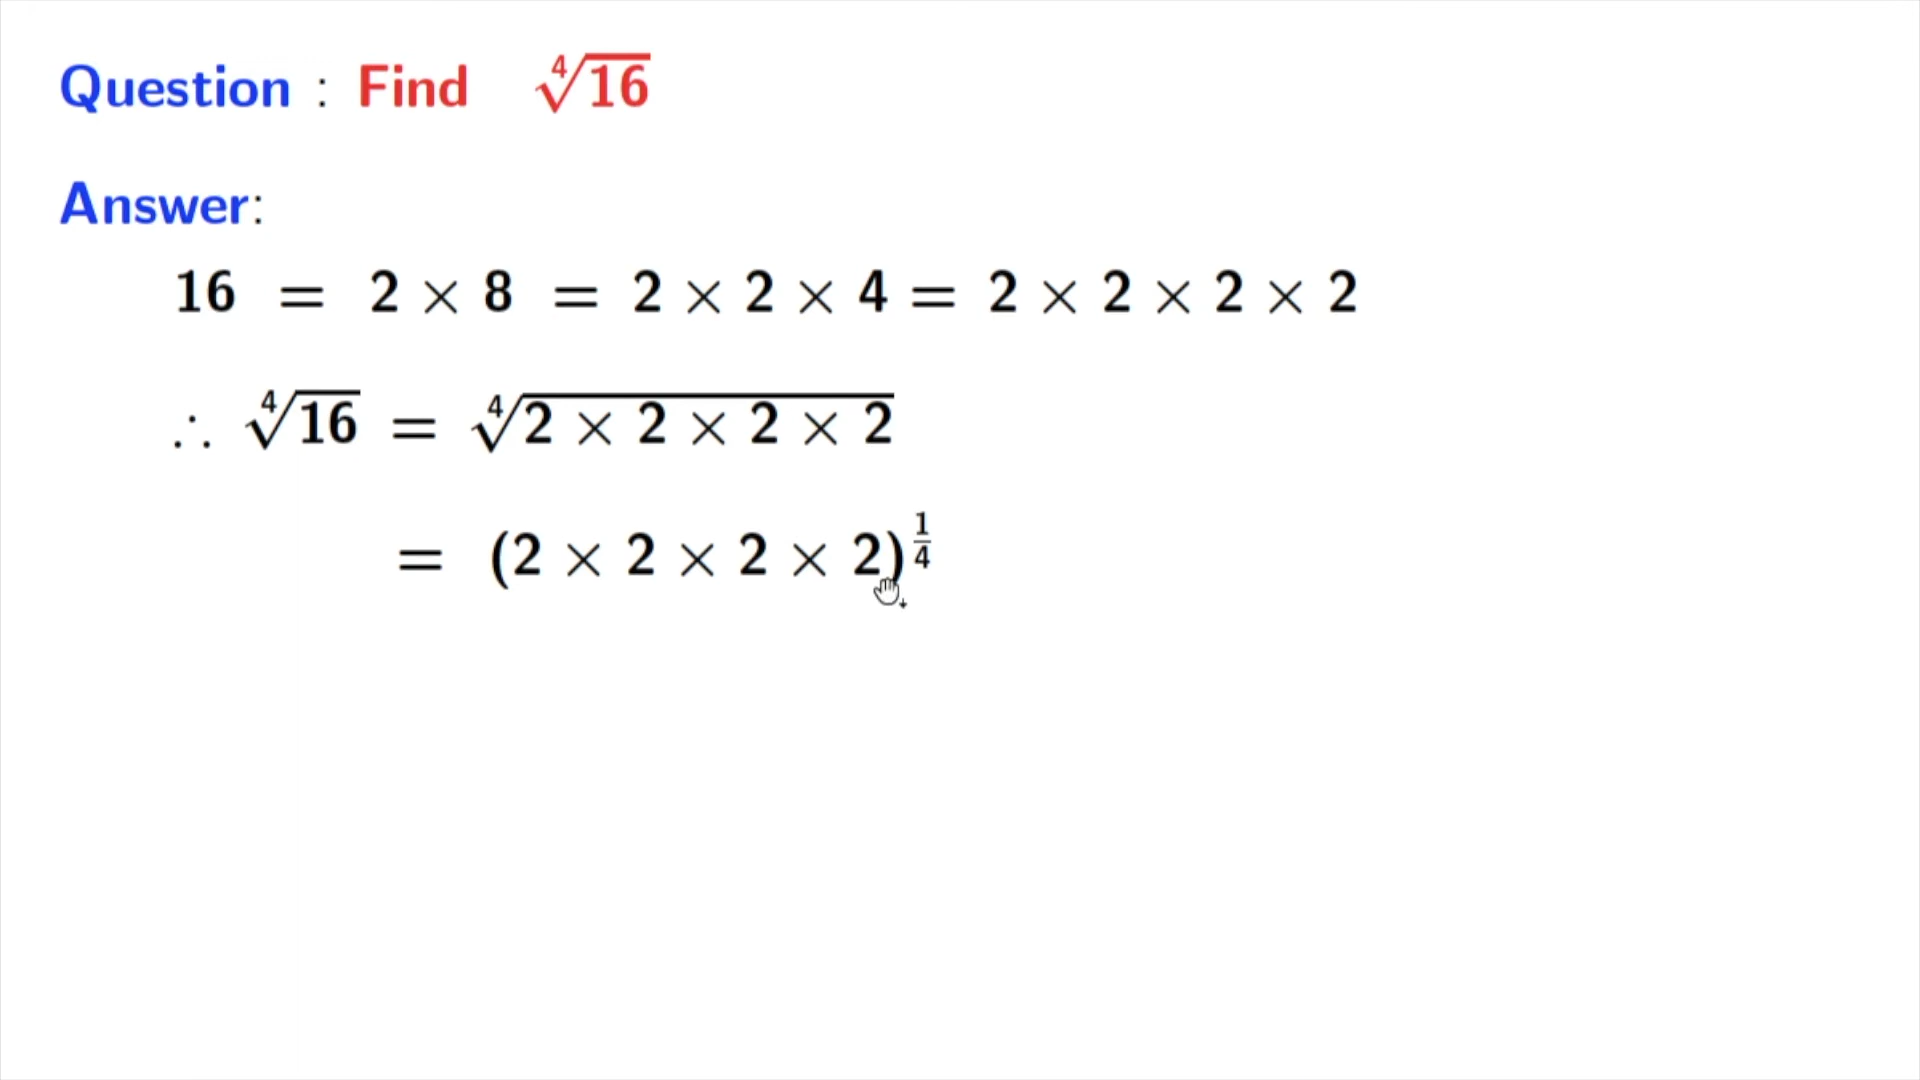 Question : Find ∜16
Answer:
16 = 2 × 8 = 2 × 2 × 4 = 2 × 2 × 2 × 2
∴ ∜16 = ∜(2 × 2 × 2 × 2)
= (2 × 2 × 2 × 2)^(1/4)